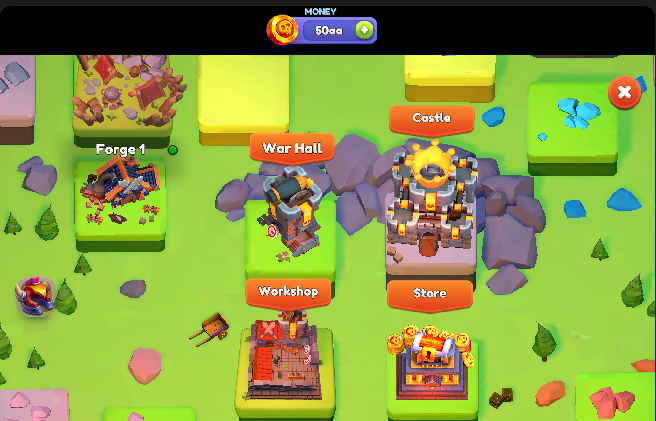 MONEY
50aa
Castle
War Hall
Forge 1
Workshop
Store